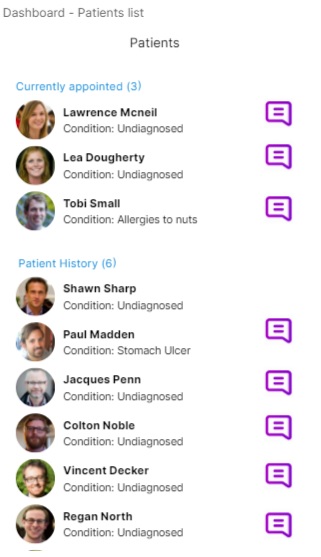 Dashboard - Patients list
Patients
Currently appointed (3)
Lawrence Mcneil
Condition: Undiagnosed
Lea Dougherty
Condition: Undiagnosed
Tobi Small
Condition: Allergies to nuts
Patient History (6)
Shawn Sharp
Condition: Undiagnosed
Paul Madden
Condition: Stomach Ulcer
Jacques Penn
Condition: Undiagnosed
Colton Noble
Condition: Undiagnosed
Vincent Decker
Condition: Undiagnosed
Regan North
Condition: Undiagnosed